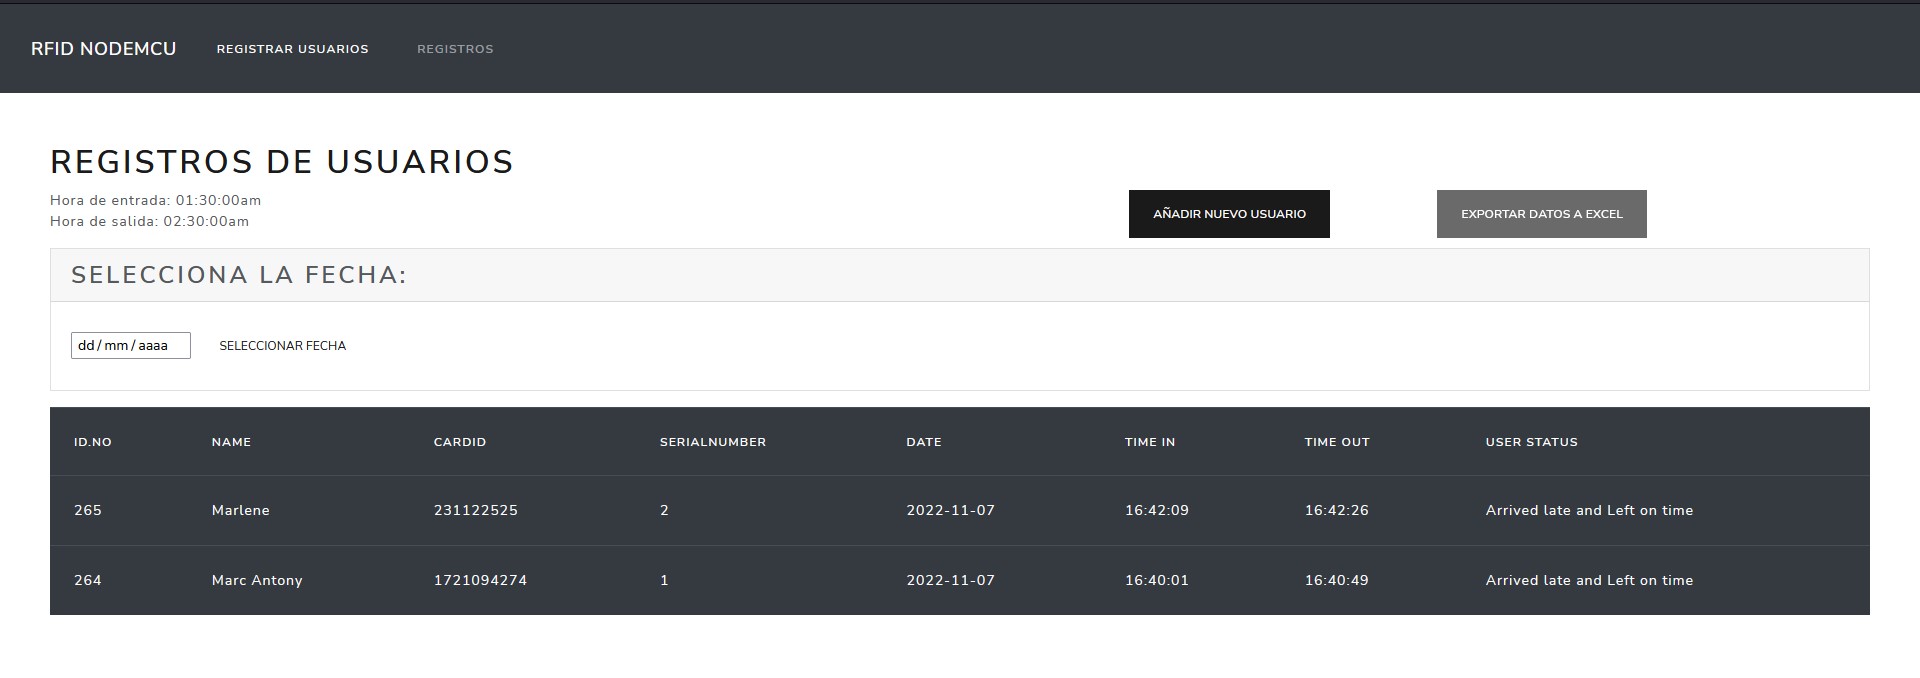 RFID NODEMCU REGISTRAR USUARIOS REGISTROS
REGISTROS DE USUARIOS
Hora de entrada: 01:30:00am
Hora de salida: 02:30:00am
AÑADIR NUEVO USUARIO EXPORTAR DATOS A EXCEL
SELECCIONA LA FECHA:
dd/mm/aaaa SELECCIONAR FECHA
ID.NO NAME CARDID SERIALNUMBER DATE TIME IN TIME OUT USER STATUS
265 Marlene 231122525 2 2022-11-07 16:42:09 16:42:26 Arrived late and Left on time
264 Marc Antony 1721094274 1 2022-11-07 16:40:01 16:40:49 Arrived late and Left on time